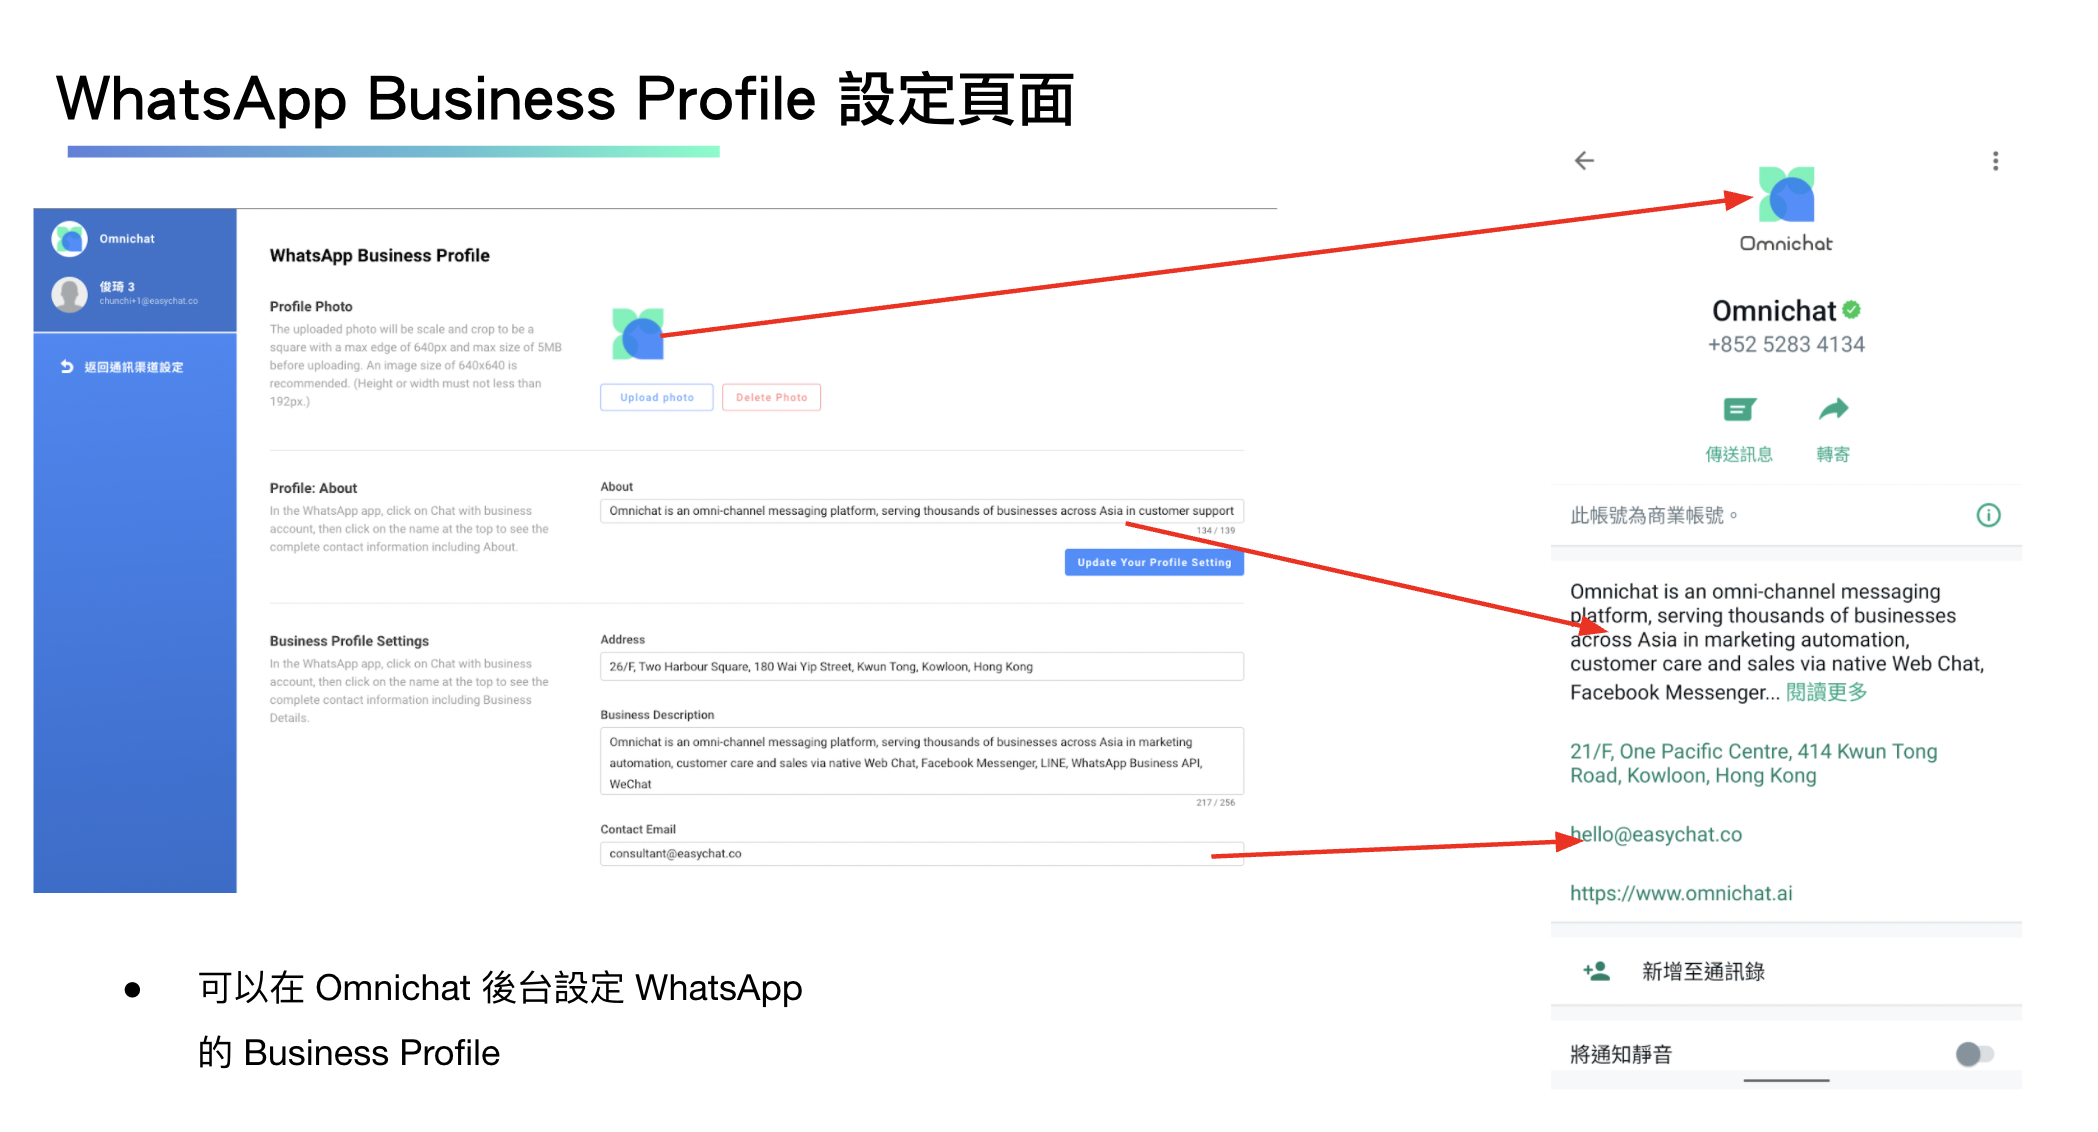 WhatsApp Business Profile 設定頁面
Omnichat
俊琦 3
chunchi+1@easychat.co
返回通訊渠道設定
WhatsApp Business Profile
Profile Photo
The uploaded photo will be scale and crop to be a
square with a max edge of 640px and max size of 5MB
before uploading. An image size of 640x640 is
recommended. (Height or width must not less than
192px.)
Upload photo
Delete Photo
Profile: About
In the WhatsApp app, click on Chat with business
account, then click on the name at the top to see the
complete contact information including About.
About
Omnichat is an omni-channel messaging platform, serving thousands of businesses across Asia in customer support
134 / 139
Update Your Profile Setting
Business Profile Settings
In the WhatsApp app, click on Chat with business
account, then click on the name at the top to see the
complete contact information including Business
Details.
Address
26/F, Two Harbour Square, 180 Wai Yip Street, Kwun Tong, Kowloon, Hong Kong
Business Description
Omnichat is an omni-channel messaging platform, serving thousands of businesses across Asia in marketing
automation, customer care and sales via native Web Chat, Facebook Messenger, LINE, WhatsApp Business API,
WeChat
217 / 256
Contact Email
consultant@easychat.co
Omnichat
Omnichat
+852 5283 4134
傳送訊息
轉寄
此帳號為商業帳號。
Omnichat is an omni-channel messaging
platform, serving thousands of businesses
across Asia in marketing automation,
customer care and sales via native Web Chat,
Facebook Messenger... 閱讀更多
21/F, One Pacific Centre, 414 Kwun Tong
Road, Kowloon, Hong Kong
hello@easychat.co
https://www.omnichat.ai
新增至通訊錄
將通知靜音
● 可以在 Omnichat 後台設定 WhatsApp
的 Business Profile